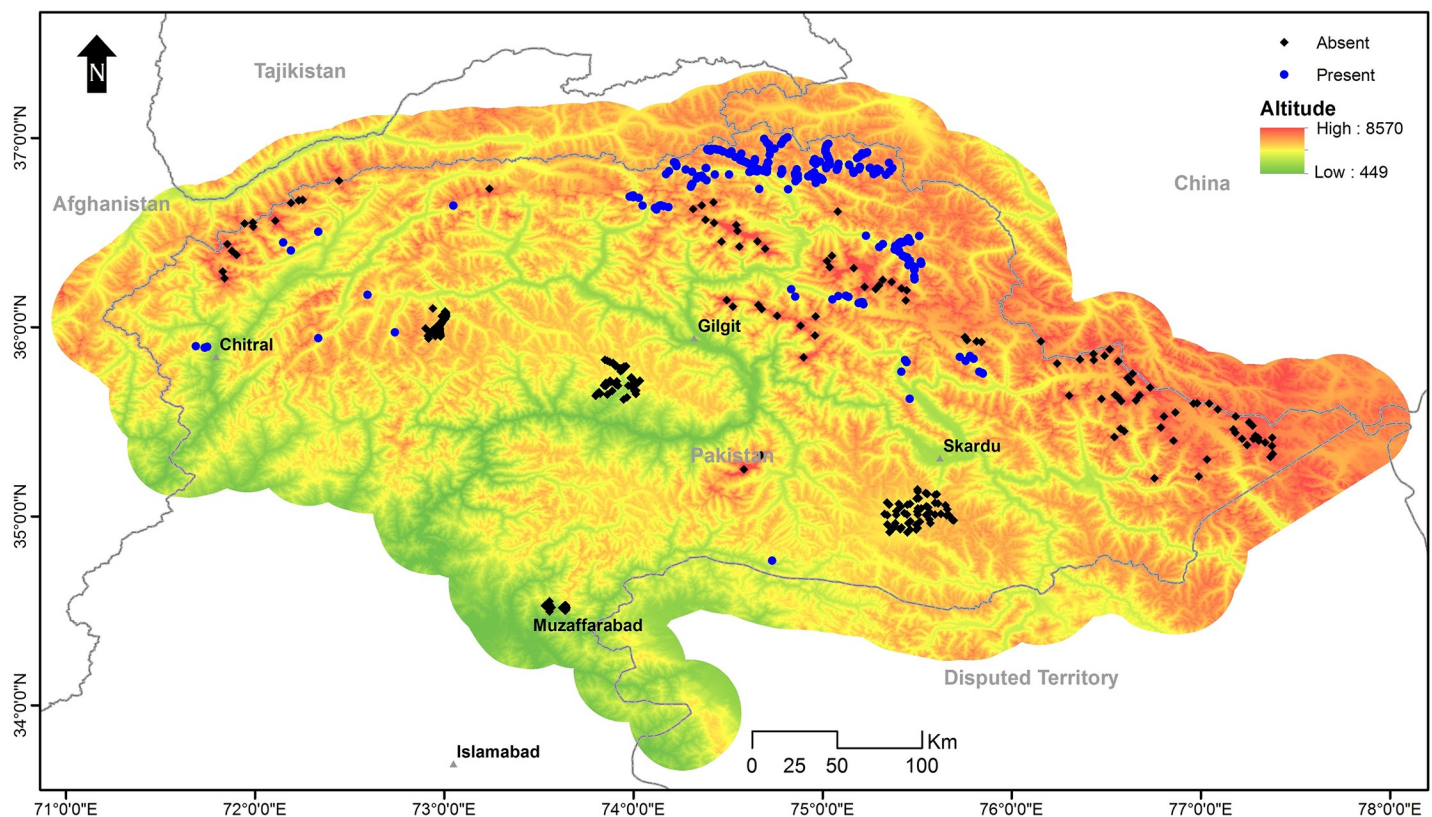 N
Tajikistan
Absent
Present
Altitude
High : 8570
Low : 449
China
Afghanistan
Gilgit
Chitral
Skardu
Pakistan
Muzaffarabad
Disputed Territory
Islamabad
Km
0 25 50 100
37°0'0"N
36°0'0"N
35°0'0"N
34°0'0"N
71°0'0"E 72°0'0"E 73°0'0"E 74°0'0"E 75°0'0"E 76°0'0"E 77°0'0"E 78°0'0"E